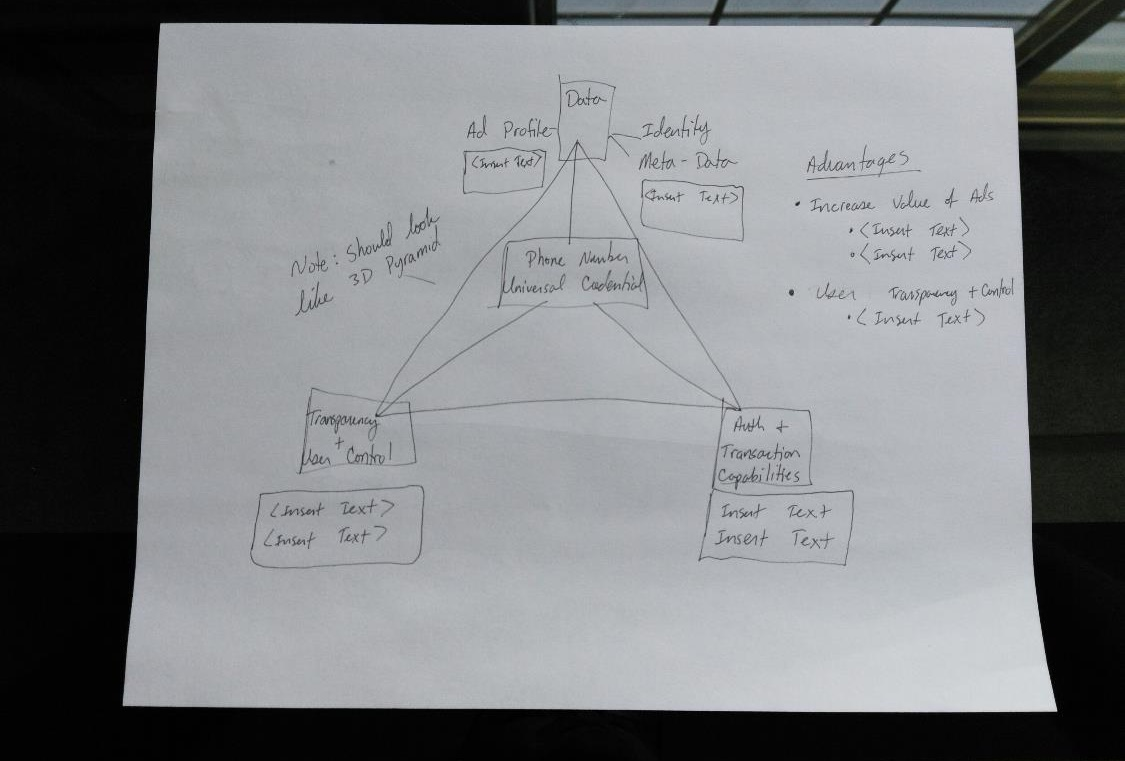 Data
Ad Profile
<Insert Text>
Identity
Meta-Data
<Insert Text>
Note: Should look
like 3D Pyramid
Phone Number
Universal Credential
Transparency
+
User Control
<Insert Text>
<Insert Text>
Auth +
Transaction
Capabilities
Insert Text
Insert Text
Advantages
• Increase Value of Ads
• <Insert Text>
• <Insert Text>
• User Transparency + Control
• <Insert Text>